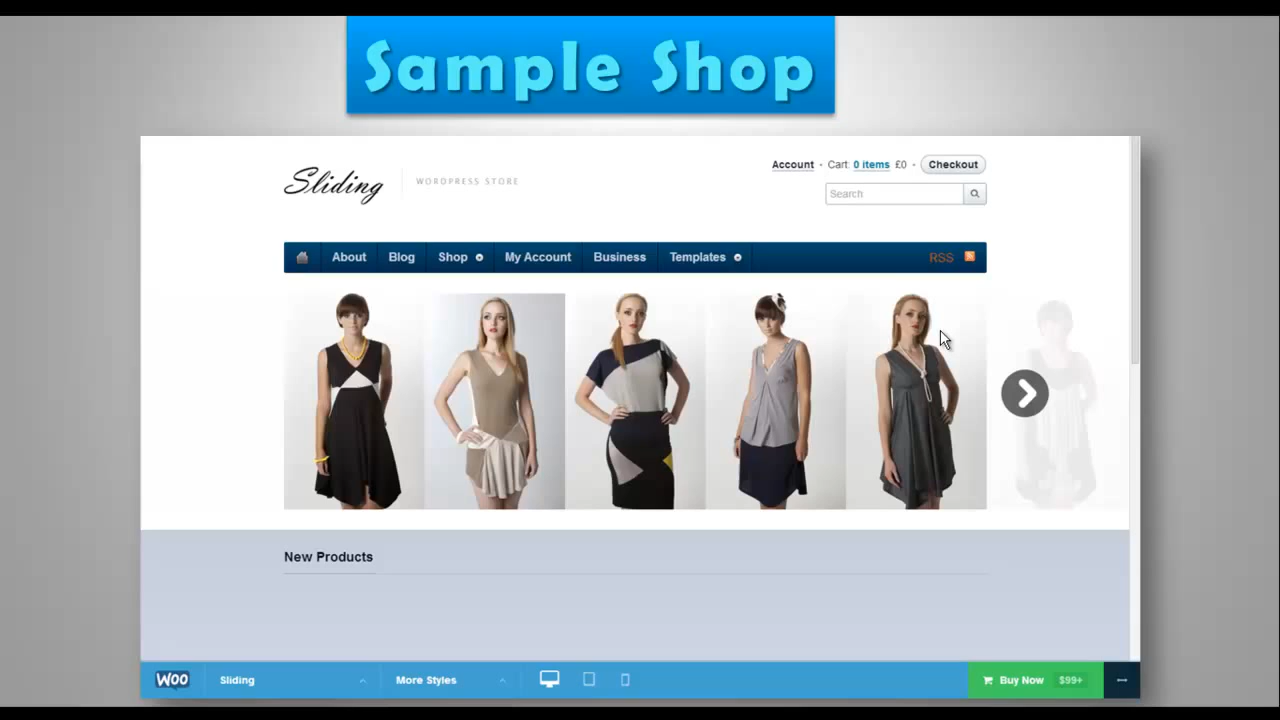 Sample Shop
Account - Cart: 0 items £0 - Checkout
Sliding WORDPRESS STORE
Search
About Blog Shop My Account Business Templates RSS
New Products
WOO Sliding More Styles Buy Now $99+